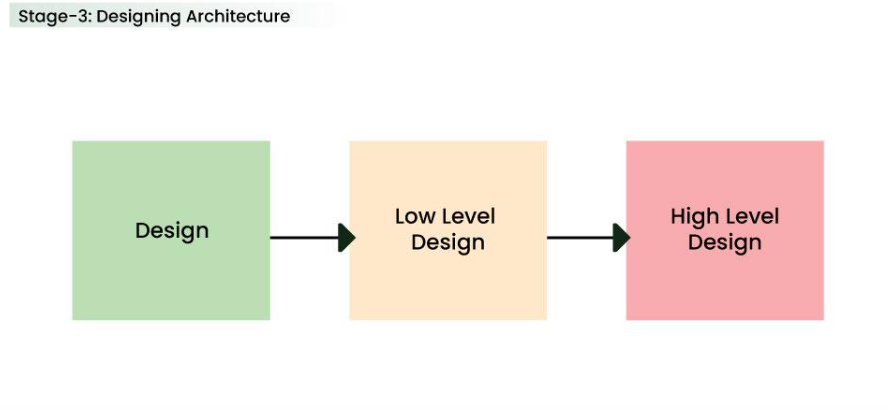 Stage-3: Designing Architecture
Design
Low Level
Design
High Level
Design